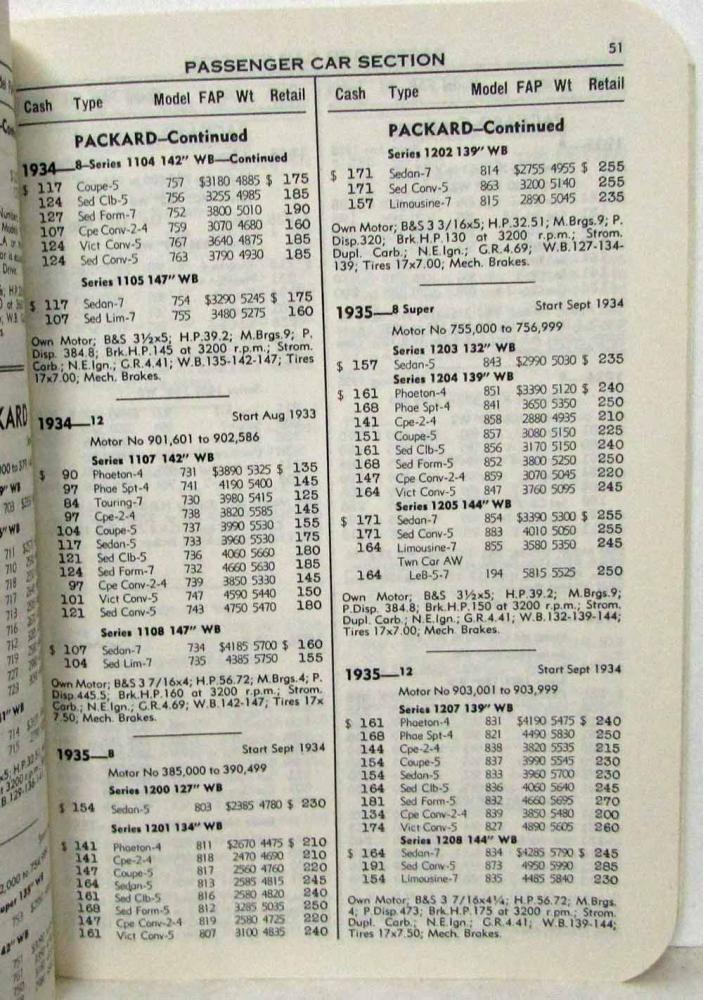 51
PASSENGER CAR SECTION
Cash Type Model FAP Wt Retail
PACKARD—Continued
1934—8—Series 1104 142" WB—Continued
$ 117 Coupe-5 757 $3180 4885 $ 175
124 Sed Clb-5 756 3255 4985 185
127 Sed Form-7 752 3800 5010 190
107 Cpe Conv-2-4 759 3070 4680 160
124 Vict Conv-5 767 3640 4875 185
124 Sed Conv-5 763 3790 4930 185
Series 1105 147" WB
$ 117 Sedan-7 754 $3290 5245 $ 175
107 Sed Lim-7 755 3480 5275 160
Own Motor; B&S 3½x5; H.P.39.2; M.Brgs.9; P.
Disp. 384.8; Brk.H.P.145 at 3200 r.p.m.; Strom.
Carb.; N.E.Ign.; G.R.4.41; W.B.135-142-147; Tires
17x7.00; Mech. Brakes.
1934—12 Start Aug 1933
Motor No 901,601 to 902,586
Series 1107 142" WB
$ 90 Phaeton-4 731 $3890 5325 $ 135
97 Phae Spt-4 741 4190 5400 145
84 Touring-7 730 3980 5415 125
97 Cpe-2-4 738 3820 5585 145
104 Coupe-5 737 3990 5530 155
117 Sedan-5 733 3960 5530 175
121 Sed Clb-5 736 4060 5660 180
124 Sed Form-7 732 4660 5630 185
97 Cpe Conv-2-4 739 3850 5330 145
101 Vict Conv-5 747 4590 5440 150
121 Sed Conv-5 743 4750 5470 180
Series 1108 147" WB
$ 107 Sedan-7 734 $4185 5700 $ 160
104 Sed Lim-7 735 4385 5750 155
Own Motor; B&S 3 7/16x4; H.P.56.72; M.Brgs.4; P.
Disp.445.5; Brk.H.P.160 at 3200 r.p.m.; Strom.
Carb.; N.E.Ign.; G.R.4.69; W.B.142-147; Tires 17x
7.50; Mech. Brakes.
1935—8 Start Sept 1934
Motor No 385,000 to 390,499
Series 1200 127" WB
$ 154 Sedan-5 803 $2385 4780 $ 230
Series 1201 134" WB
$ 141 Phaeton-4 811 $2670 4475 $ 210
141 Cpe-2-4 818 2470 4690 210
147 Coupe-5 817 2560 4760 220
164 Sedan-5 813 2585 4815 245
161 Sed Clb-5 816 2580 4820 240
168 Sed Form-5 812 3285 5035 250
147 Cpe Conv-2-4 819 2580 4725 220
161 Vict Conv-5 807 3100 4835 240
Cash Type Model FAP Wt Retail
PACKARD—Continued
Series 1202 139" WB
$ 171 Sedan-7 814 $2755 4955 $ 255
171 Sed Conv-5 863 3200 5140 255
157 Limousine-7 815 2890 5045 235
Own Motor; B&S 3 3/16x5; H.P.32.51; M.Brgs.9; P.
Disp.320; Brk.H.P.130 at 3200 r.p.m.; Strom.
Dupl. Carb.; N.E.Ign.; G.R.4.69; W.B.127-134-
139; Tires 17x7.00; Mech. Brakes.
1935—8 Super Start Sept 1934
Motor No 755,000 to 756,999
Series 1203 132" WB
$ 157 Sedan-5 843 $2990 5030 $ 235
Series 1204 139" WB
$ 161 Phaeton-4 851 $3390 5120 $ 240
168 Phae Spt-4 841 3650 5350 250
141 Cpe-2-4 858 2880 4935 210
151 Coupe-5 857 3080 5150 225
161 Sed Clb-5 856 3170 5150 240
168 Sed Form-5 852 3800 5250 250
147 Cpe Conv-2-4 859 3070 5045 220
164 Vict Conv-5 847 3760 5095 245
Series 1205 144" WB
$ 171 Sedan-7 854 $3390 5300 $ 255
171 Sed Conv-5 883 4010 5050 255
164 Limousine-7 855 3580 5350 245
Twn Car AW
164 LeB-5-7 194 5815 5525 250
Own Motor; B&S 3½x5; H.P.39.2; M.Brgs.9;
P.Disp. 384.8; Brk.H.P.150 at 3200 r.p.m.; Strom.
Dupl. Carb.; N.E.Ign.; G.R.4.41; W.B.132-139-144;
Tires 17x7.00; Mech. Brakes.
1935—12 Start Sept 1934
Motor No 903,001 to 903,999
Series 1207 139" WB
$ 161 Phaeton-4 831 $4190 5475 $ 240
168 Phae Spt-4 821 4490 5830 250
144 Cpe-2-4 838 3820 5535 215
154 Coupe-5 837 3990 5545 230
154 Sedan-5 833 3960 5700 230
164 Sed Clb-5 836 4060 5640 245
181 Sed Form-5 832 4660 5695 270
134 Cpe Conv-2-4 839 3850 5480 200
174 Vict Conv-5 827 4890 5605 260
Series 1208 144" WB
$ 164 Sedan-7 834 $4285 5790 $ 245
191 Sed Conv-5 873 4950 5990 285
154 Limousine-7 835 4485 5840 230
Own Motor; B&S 3 7/16x4¼; H.P.56.72; M.Brgs.
4; P.Disp.473; Brk.H.P.175 at 3200 r.pm.; Strom.
Dupl. Carb.; N.E.Ign.; G.R. 4.41; W.B.139-144;
Tires 17x7.50; Mech. Brakes.